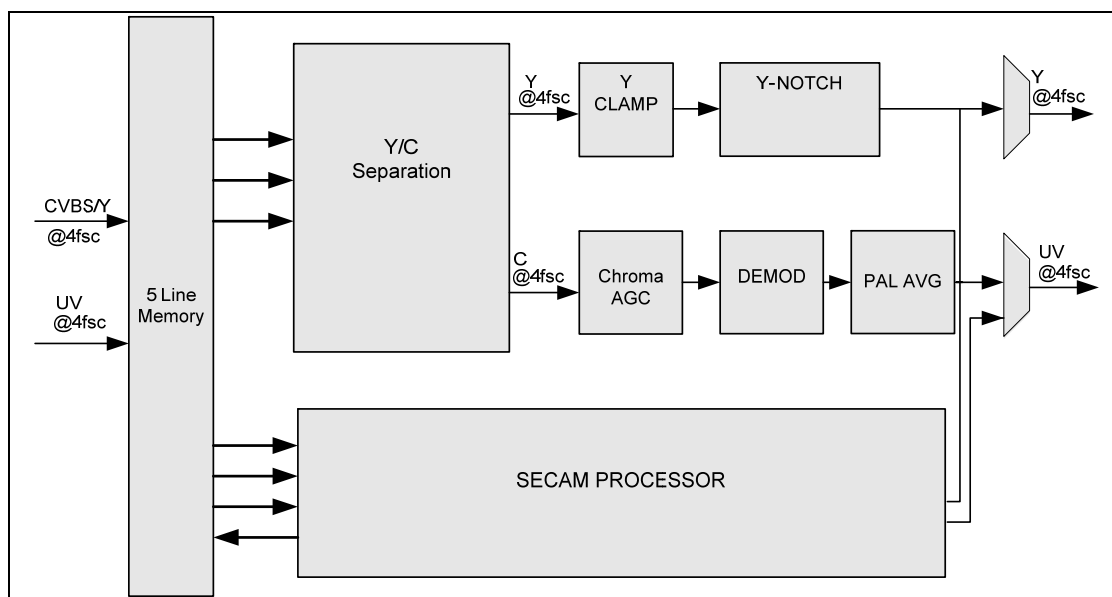 CVBS/Y
@4fsc
UV
@4fsc
5 Line
Memory
Y/C
Separation
Y
@4fsc
Y
CLAMP
Y-NOTCH
Y
@4fsc
C
@4fsc
Chroma
AGC
DEMOD
PAL AVG
UV
@4fsc
SECAM PROCESSOR